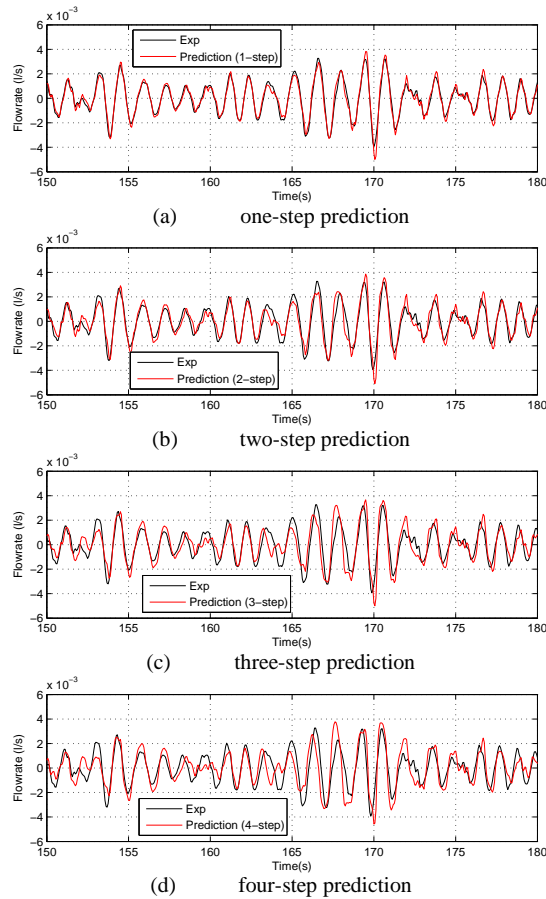 x 10⁻³
6
4
2
0
−2
−4
−6
Flowrate (l/s)
Exp
Prediction (1−step)
150 155 160 165 170 175 180
Time(s)
(a) one-step prediction
x 10⁻³
6
4
2
0
−2
−4
−6
Flowrate (l/s)
Exp
Prediction (2−step)
150 155 160 165 170 175 180
Time(s)
(b) two-step prediction
x 10⁻³
6
4
2
0
−2
−4
−6
Flowrate (l/s)
Exp
Prediction (3−step)
150 155 160 165 170 175 180
Time(s)
(c) three-step prediction
x 10⁻³
6
4
2
0
−2
−4
−6
Flowrate (l/s)
Exp
Prediction (4−step)
150 155 160 165 170 175 180
Time(s)
(d) four-step prediction